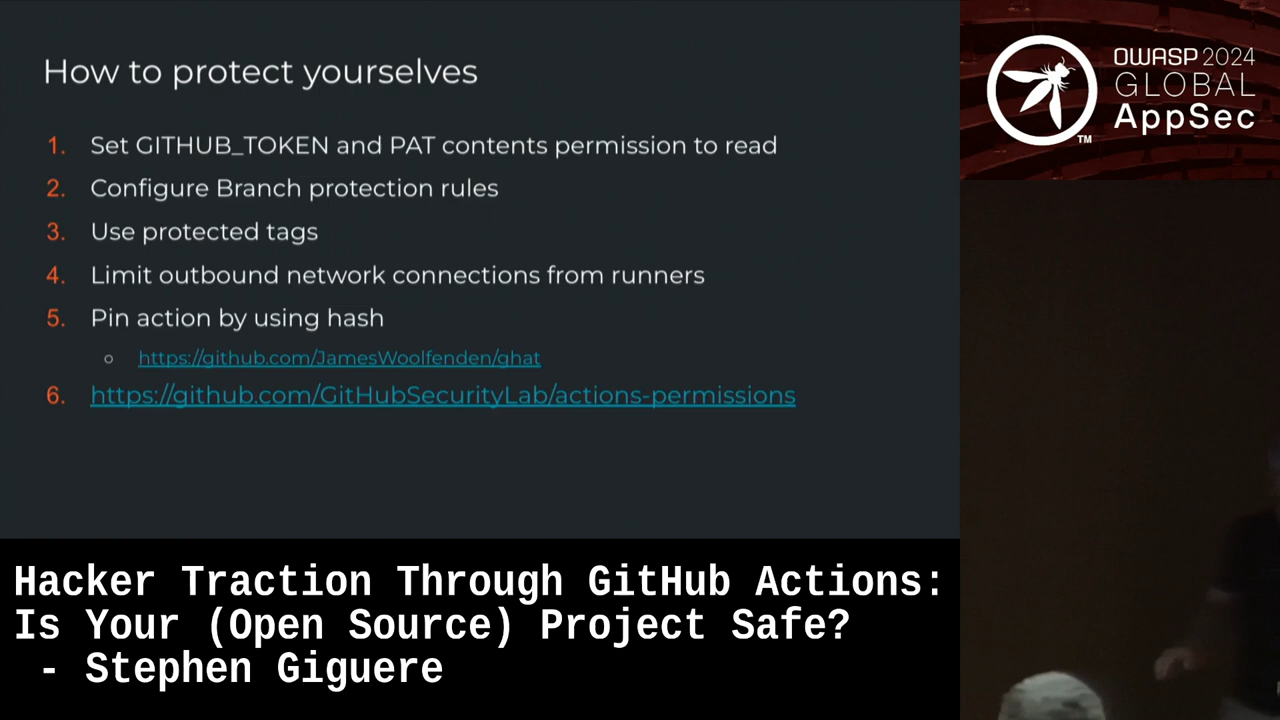 How to protect yourselves
1. Set GITHUB_TOKEN and PAT contents permission to read
2. Configure Branch protection rules
3. Use protected tags
4. Limit outbound network connections from runners
5. Pin action by using hash
○ https://github.com/JamesWoolfenden/ghat
6. https://github.com/GitHubSecurityLab/actions-permissions
OWASP 2024
GLOBAL
AppSec
TM
Hacker Traction Through GitHub Actions:
Is Your (Open Source) Project Safe?
- Stephen Giguere